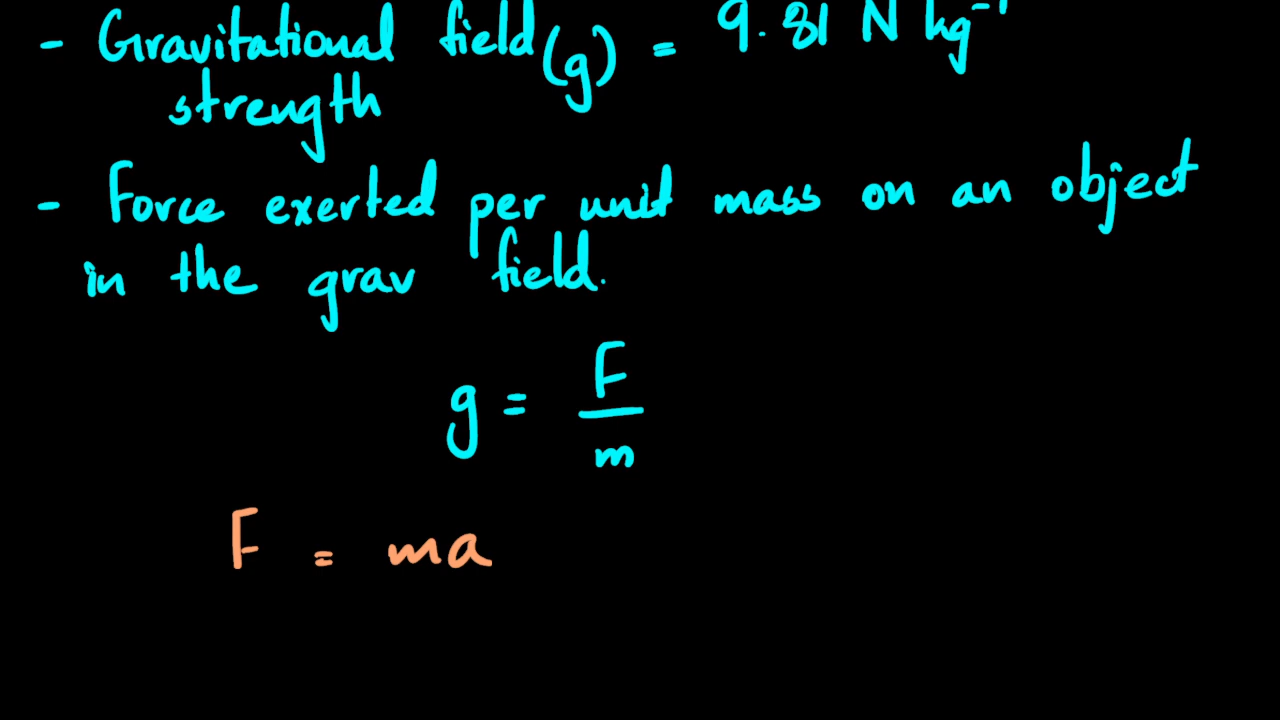 - Gravitational field (g) = 9.81 N kg⁻¹
strength
- Force exerted per unit mass on an object
in the grav field.
g = F/m
F = ma